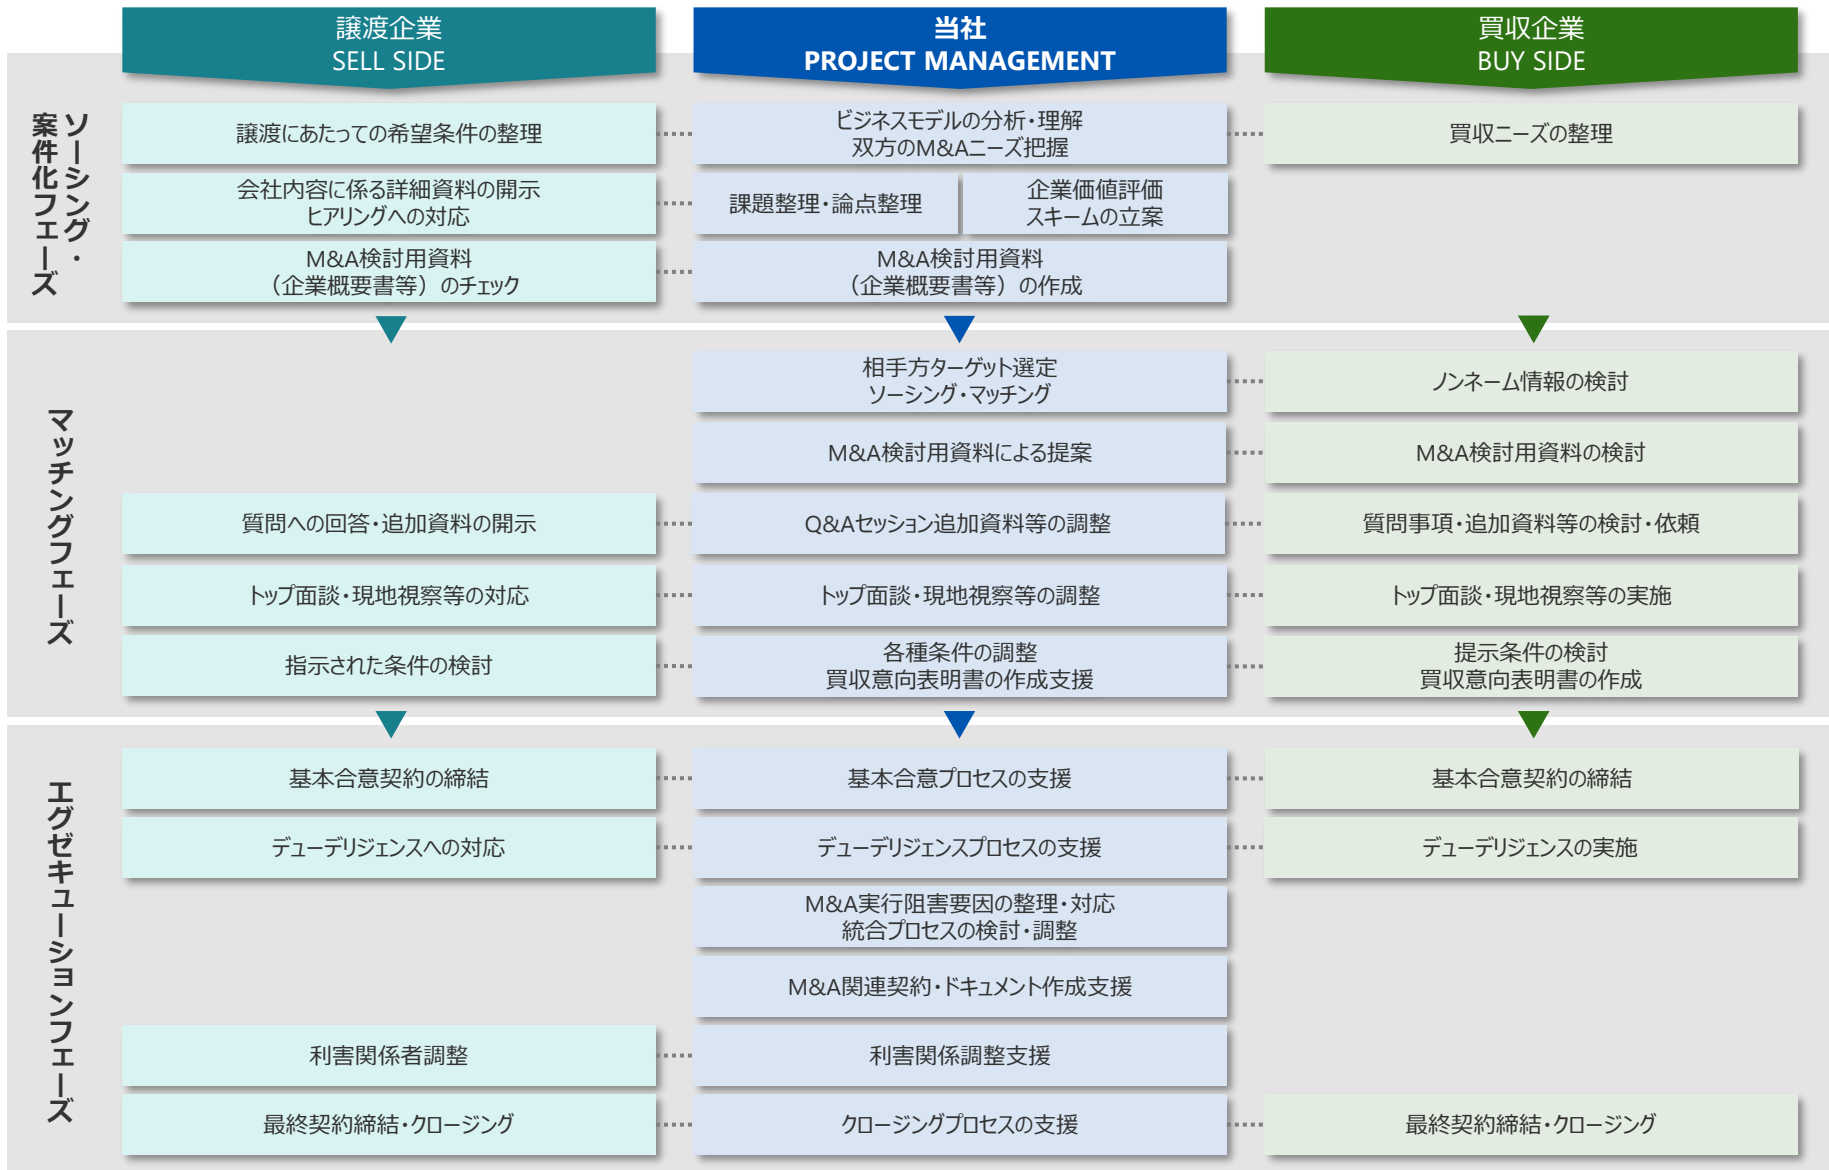 譲渡企業
SELL SIDE
当社
PROJECT MANAGEMENT
買収企業
BUY SIDE
ソーシング・
案件化フェーズ
譲渡にあたっての希望条件の整理
ビジネスモデルの分析・理解
双方のM&Aニーズ把握
買収ニーズの整理
会社内容に係る詳細資料の開示
ヒアリングへの対応
課題整理・論点整理
企業価値評価
スキームの立案
M&A検討用資料
（企業概要書等）のチェック
M&A検討用資料
（企業概要書等）の作成
マッチングフェーズ
相手方ターゲット選定
ソーシング・マッチング
ノンネーム情報の検討
M&A検討用資料による提案
M&A検討用資料の検討
質問への回答・追加資料の開示
Q&Aセッション追加資料等の調整
質問事項・追加資料等の検討・依頼
トップ面談・現地視察等の対応
トップ面談・現地視察等の調整
トップ面談・現地視察等の実施
指示された条件の検討
各種条件の調整
買収意向表明書の作成支援
提示条件の検討
買収意向表明書の作成
エグゼキューションフェーズ
基本合意契約の締結
基本合意プロセスの支援
基本合意契約の締結
デューデリジェンスへの対応
デューデリジェンスプロセスの支援
デューデリジェンスの実施
M&A実行阻害要因の整理・対応
統合プロセスの検討・調整
M&A関連契約・ドキュメント作成支援
利害関係者調整
利害関係調整支援
最終契約締結・クロージング
クロージングプロセスの支援
最終契約締結・クロージング